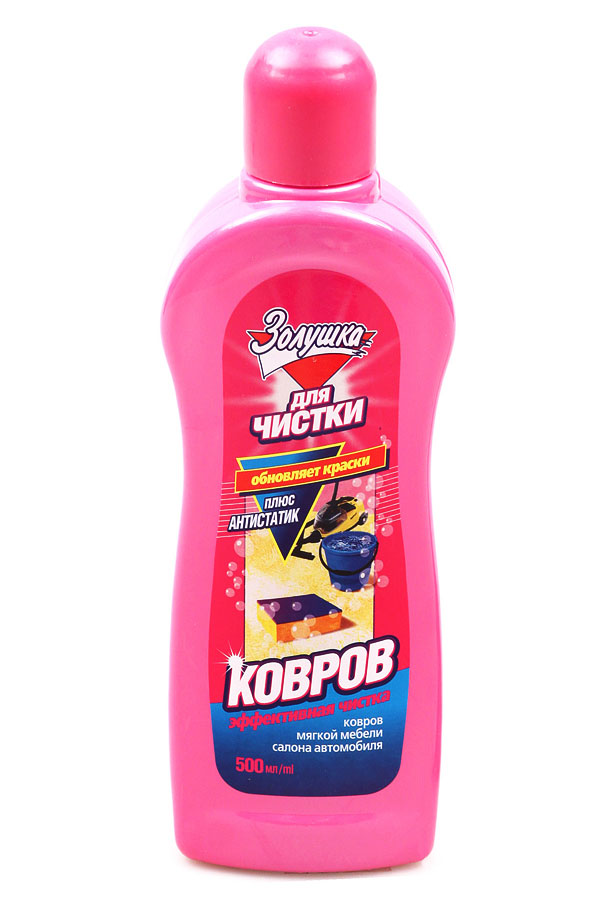 Золушка
для
ЧИСТКИ
обновляет краски
плюс
АНТИСТАТИК
КОВРОВ
эффективная чистка
ковров
мягкой мебели
салона автомобиля
500 мл/ml